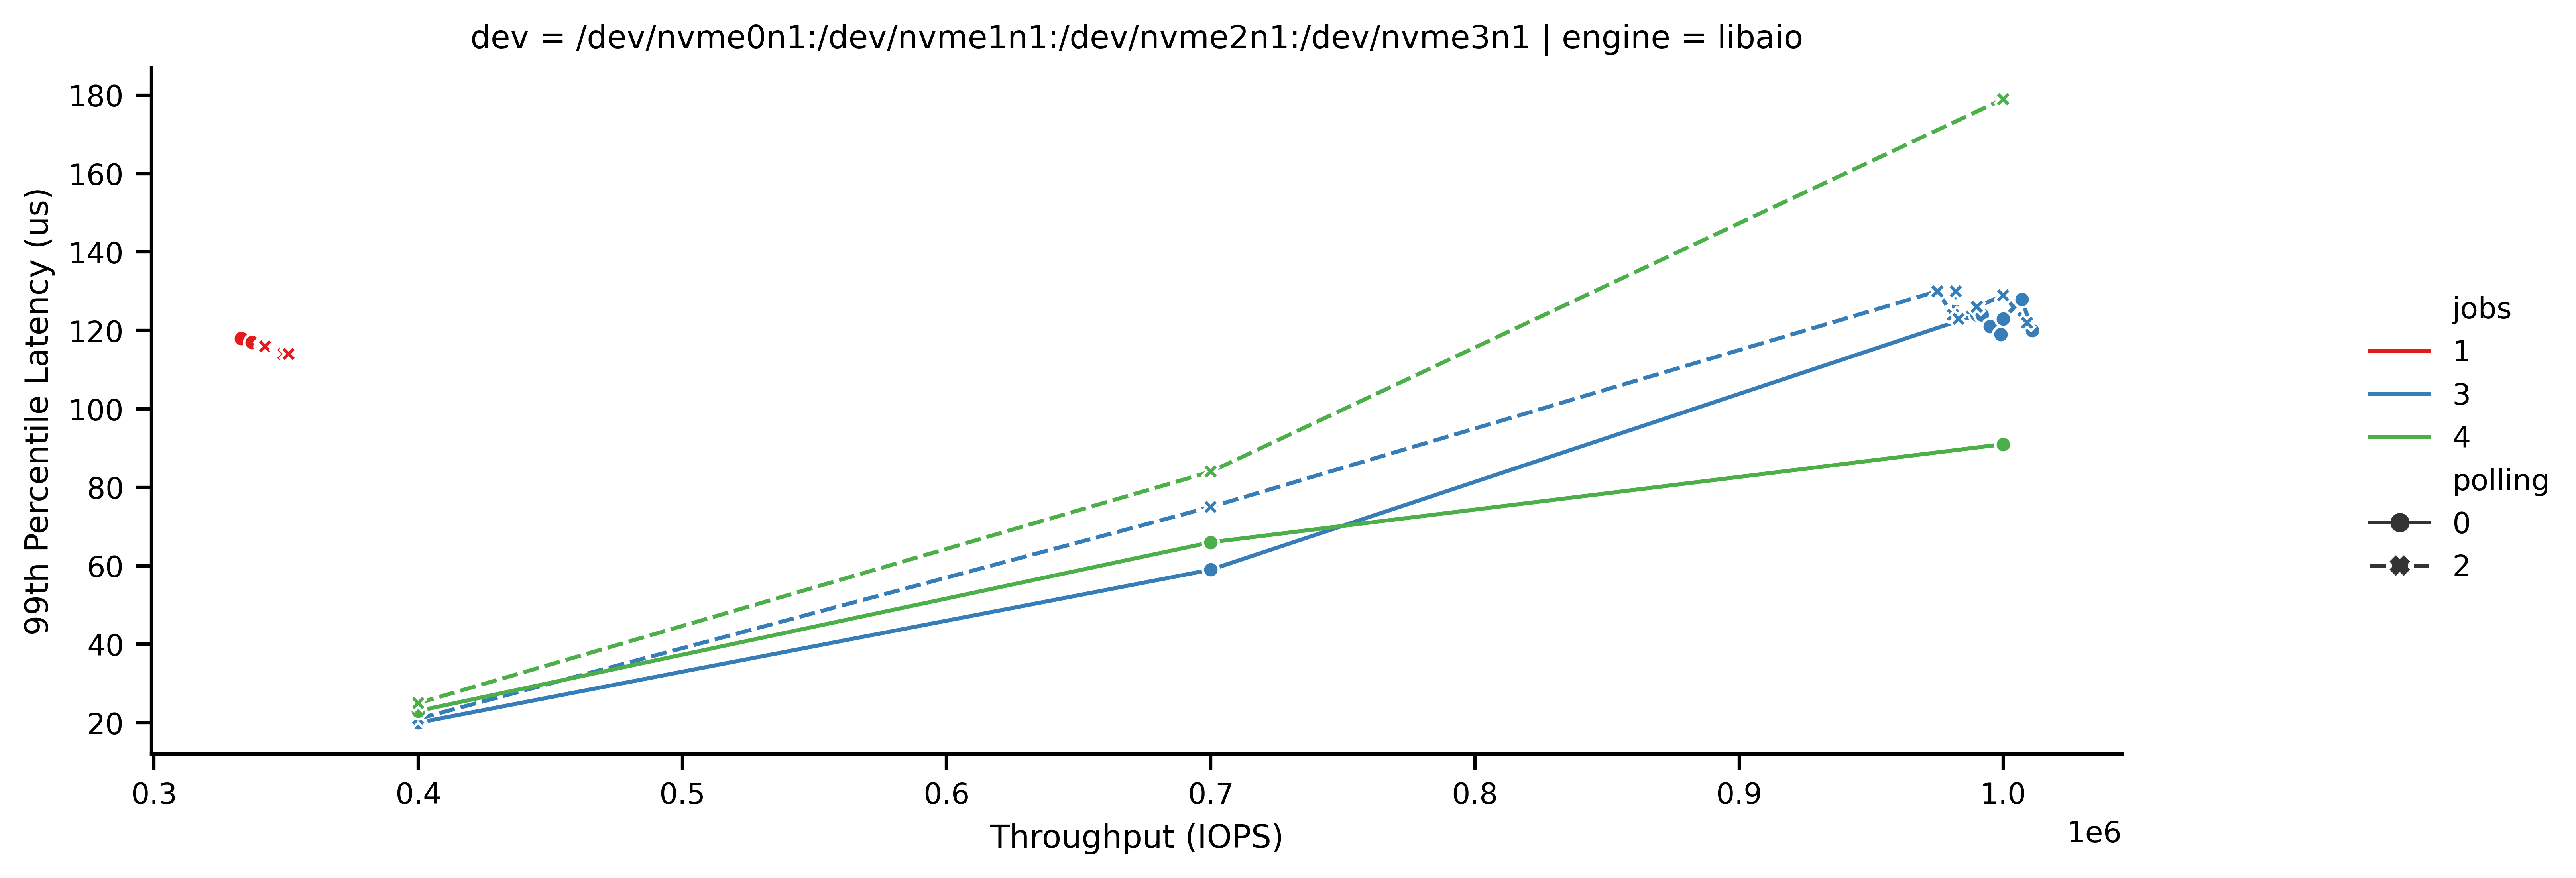 dev = /dev/nvme0n1:/dev/nvme1n1:/dev/nvme2n1:/dev/nvme3n1 | engine = libaio
99th Percentile Latency (us)
180
160
140
120
100
80
60
40
20
0.3 0.4 0.5 0.6 0.7 0.8 0.9 1.0
Throughput (IOPS)
1e6
jobs
1
3
4
polling
0
2